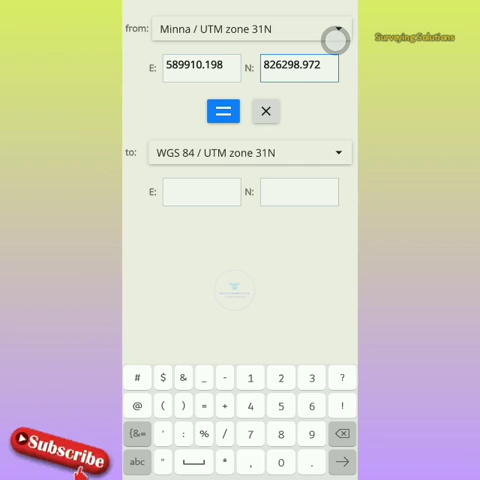 from: Minna / UTM zone 31N
SurveyingSolutions
E: 589910.198 N: 826298.972
to: WGS 84 / UTM zone 31N
E: N:
# $ & _ - 1 2 3 ?
@ ( ) = + 4 5 6 !
{&= ' : % / 7 8 9
abc " * , 0 .
Subscribe